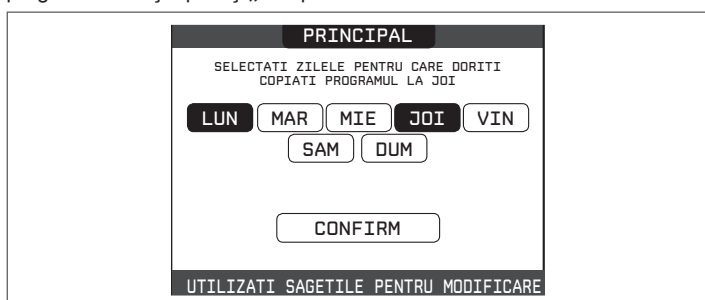 PRINCIPAL
SELECTATI ZILELE PENTRU CARE DORITI
COPIATI PROGRAMUL LA JOI
LUN MAR MIE JOI VIN
SAM DUM
CONFIRM
UTILIZATI SAGETILE PENTRU MODIFICARE